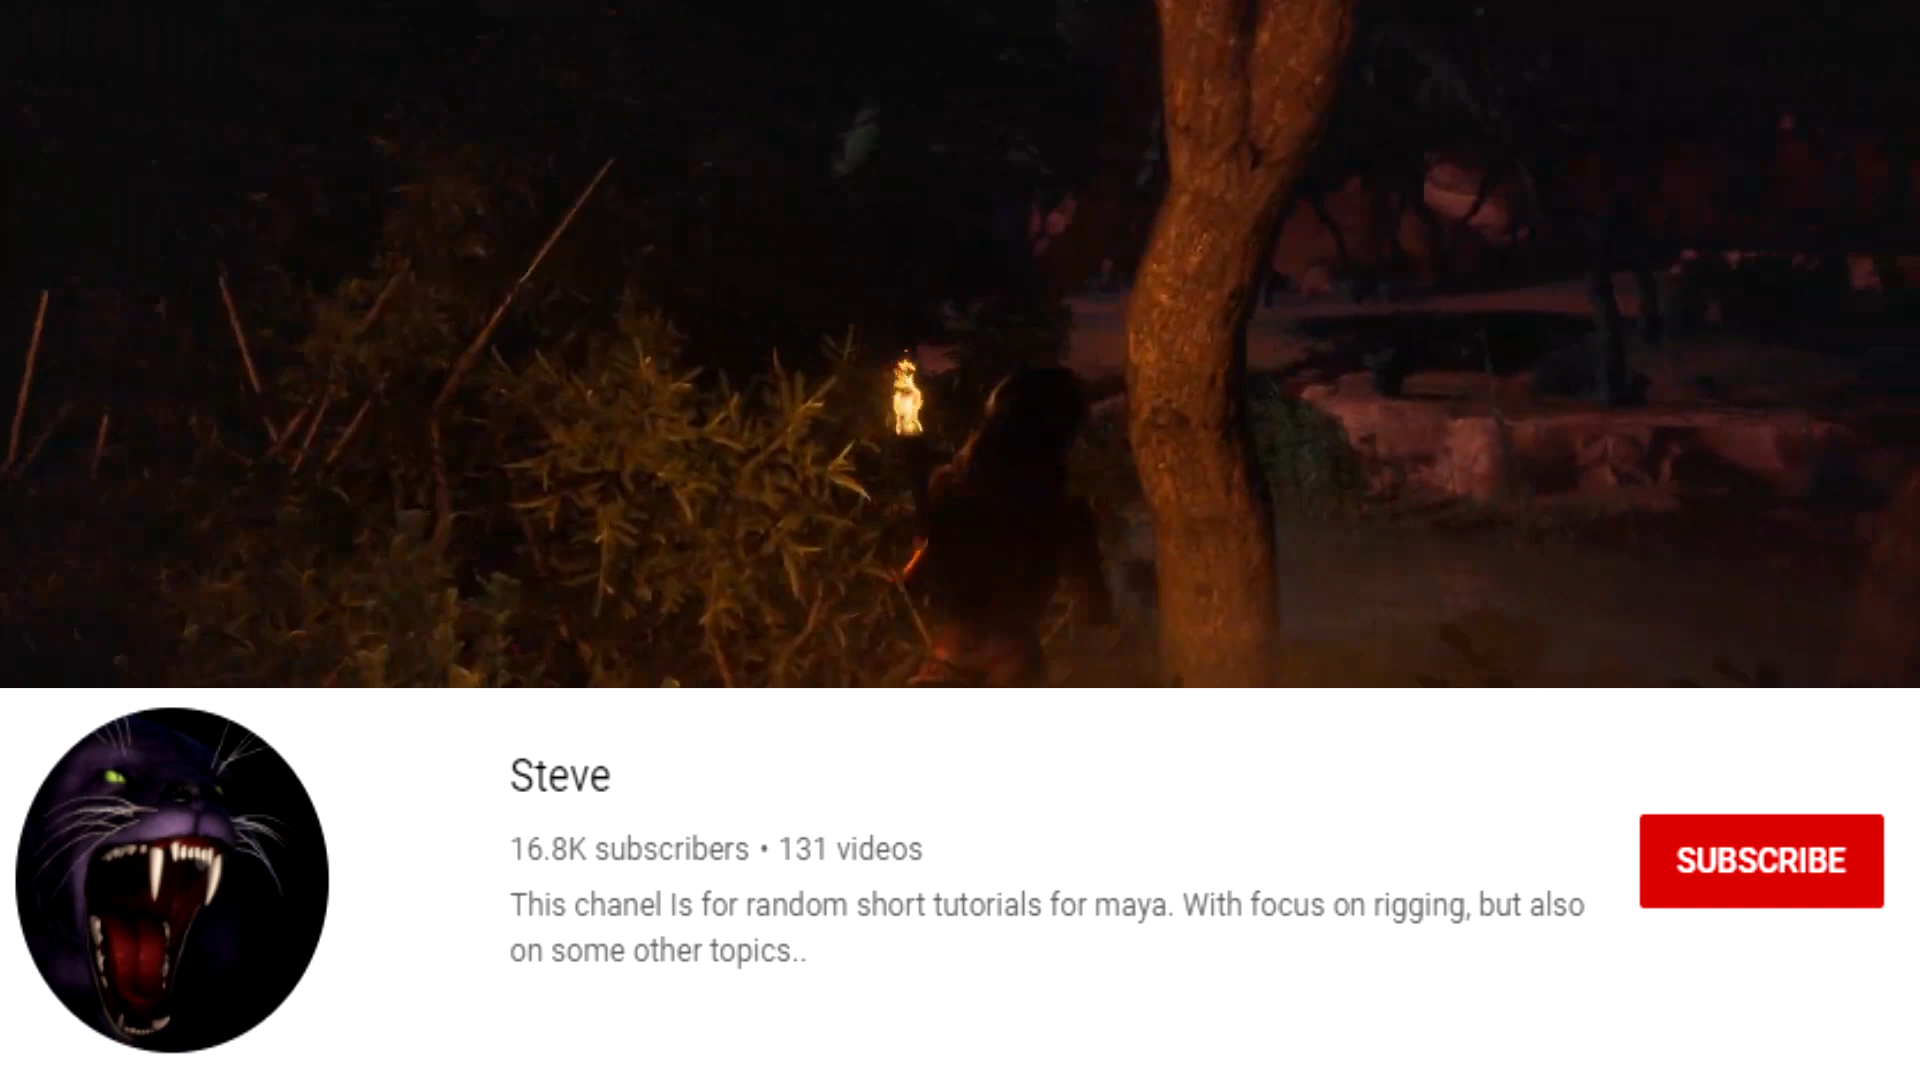 Steve
16.8K subscribers • 131 videos
This chanel Is for random short tutorials for maya. With focus on rigging, but also
on some other topics..
SUBSCRIBE